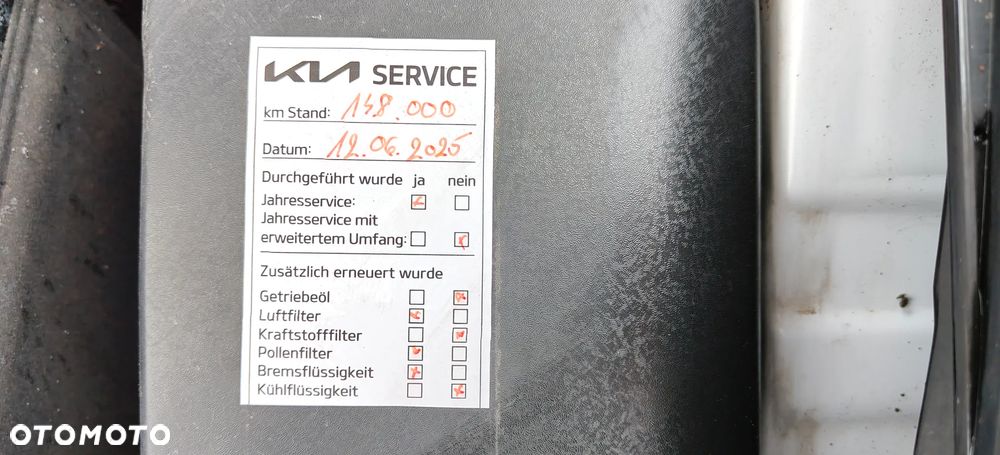 KIA SERVICE
km Stand: 148.000
Datum: 12.06.2025
Durchgeführt wurde ja nein
Jahresservice:
Jahresservice mit
erweitertem Umfang:
Zusätzlich erneuert wurde
Getriebeöl
Luftfilter
Kraftstofffilter
Pollenfilter
Bremsflüssigkeit
Kühlflüssigkeit
OTOMOTO